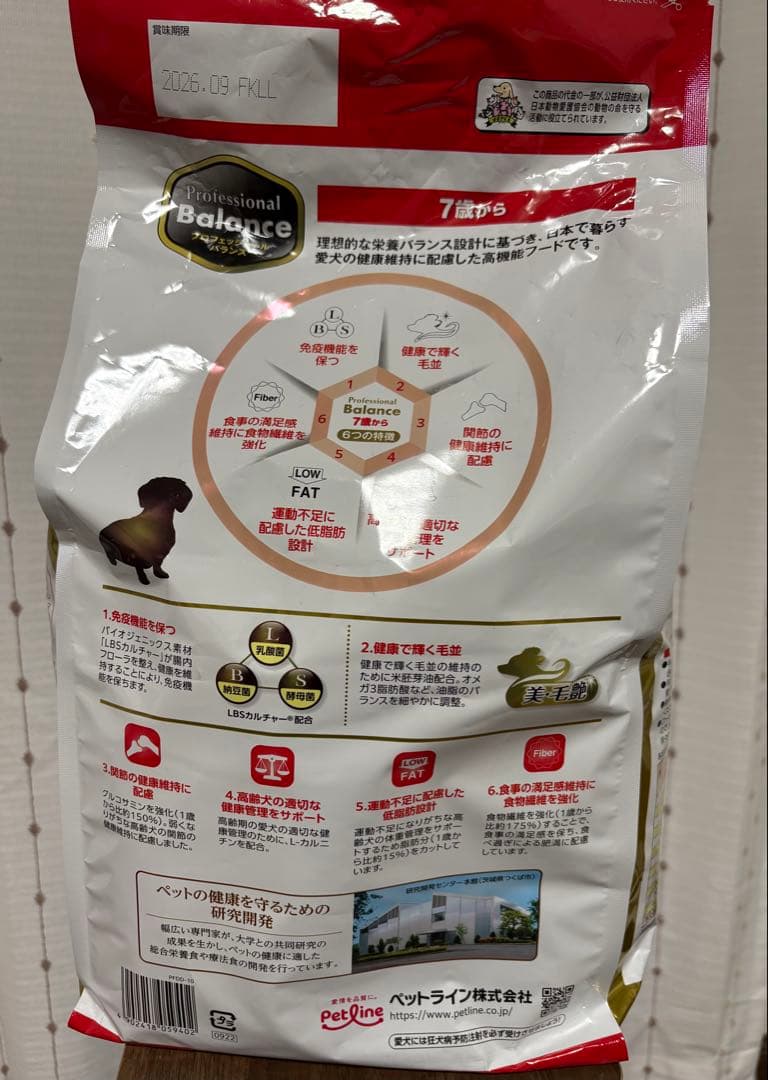 賞味期限
2026.09 FKLL
この商品の代金の一部が、公益財団法人
日本動物愛護協会の動物の命を守る
活動に役立てられています。
Professional
Balance
プロフェッショナル
バランス
7歳から
理想的な栄養バランス設計に基づき、日本で暮らす
愛犬の健康維持に配慮した高機能フードです。
L
B S
免疫機能を
保つ
健康で輝く
毛並
関節の
健康維持に
配慮
適切な
理を
サポート
LOW
FAT
運動不足に
配慮した低脂肪
設計
Fiber
食事の満足感
維持に食物繊維を
強化
1
2
3
4
5
6
Professional
Balance
7歳から
6つの特徴
1.免疫機能を保つ
バイオジェニックス素材
「LBSカルチャー」が腸内
フローラを整え、健康を維
持することにより、免疫機
能を保ちます。
L
乳酸菌
B
納豆菌
S
酵母菌
LBSカルチャー®配合
2.健康で輝く毛並
健康で輝く毛並の維持の
ために米胚芽油配合。オメ
ガ3脂肪酸など、油脂のバ
ランスを細やかに調整。
美・毛艶
3.関節の健康維持に
配慮
グルコサミンを強化(1歳
から比約150%)。弱くな
りがちな高齢犬の関節の
健康維持に配慮しました。
4.高齢犬の適切な
健康管理をサポート
高齢期の愛犬の適切な健
康管理のために、L-カルニ
チンを配合。
LOW
FAT
5.運動不足に配慮した
低脂肪設計
運動不足になりがちな高
齢犬の体重管理をサポー
トするため脂肪分(1歳か
ら比約15%)をカットして
います。
Fiber
6.食事の満足感維持に
食物繊維を強化
食物繊維を強化(1歳から
比約175%)することで、
食事の満足感を保ち、食
べ過ぎによる肥満に配慮
しています。
ペットの健康を守るための
研究開発
幅広い専門家が、大学との共同研究の
成果を生かし、ペットの健康に適した
総合栄養食や療法食の開発を行っています。
研究開発センター本館(茨城県つくば市)
PFDD-10
4 902418 059402
0922
愛情を品質に。
Petline
ペットライン株式会社
https://www.petline.co.jp/
愛犬には狂犬病予防注射を必ず受けさせましょう!